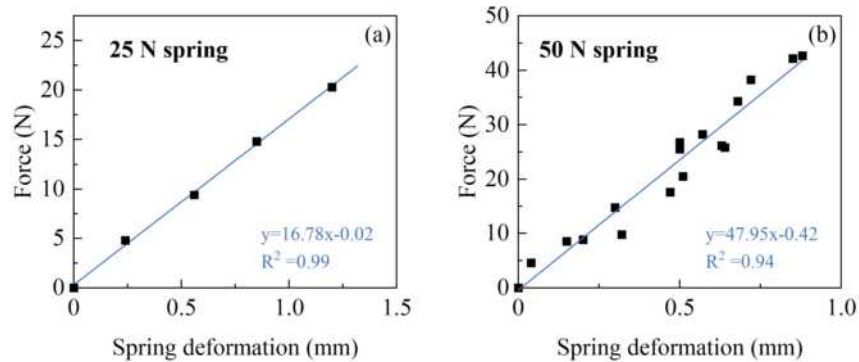 (a)
25 N spring
Force (N)
25
20
15
10
5
0
y=16.78x-0.02
R² =0.99
0.0
0.5
1.0
1.5
Spring deformation (mm)
(b)
50 N spring
Force (N)
50
40
30
20
10
0
y=47.95x-0.42
R² =0.94
0.0
0.5
1.0
Spring deformation (mm)